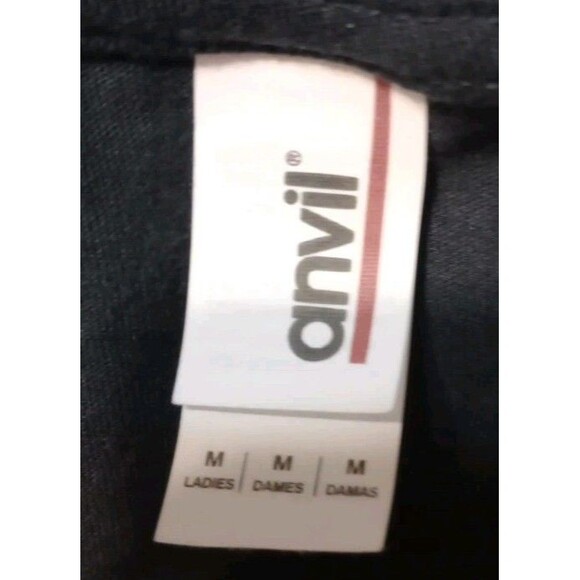 anvil®
M | M | M
LADIES | DAMES | DAMAS